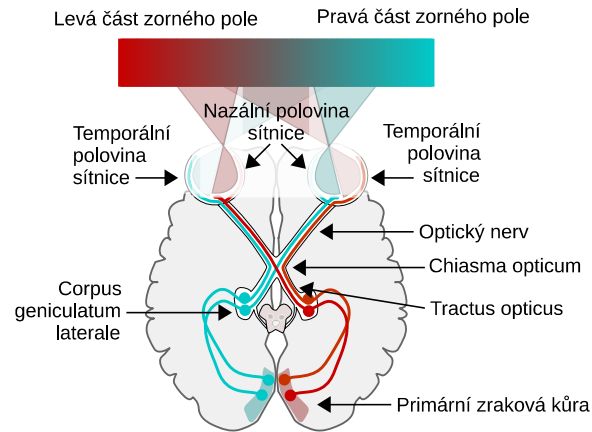 Levá část zorného pole
Pravá část zorného pole
Nazální polovina
sítnice
Temporální
polovina
sítnice
Temporální
polovina
sítnice
Optický nerv
Chiasma opticum
Corpus
geniculatum
laterale
Tractus opticus
Primární zraková kůra